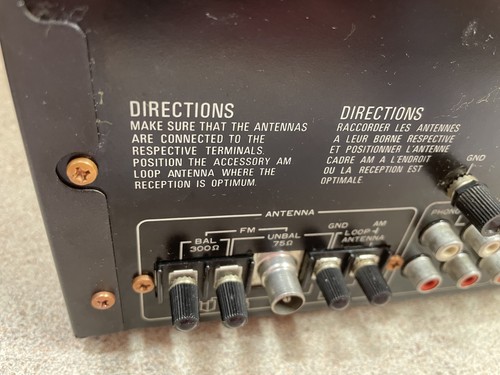 DIRECTIONS
MAKE SURE THAT THE ANTENNAS
ARE CONNECTED TO THE
RESPECTIVE TERMINALS.
POSITION THE ACCESSORY AM
LOOP ANTENNA WHERE THE
RECEPTION IS OPTIMUM.
DIRECTIONS
RACCORDER LES ANTENNES
A LEUR BORNE RESPECTIVE
ET POSITIONNER L'ANTENNE
CADRE AM A L'ENDROIT
OU LA RECEPTION EST
OPTIMALE.
GND
ANTENNA
FM
BAL
300Ω
UNBAL
75Ω
GND
AM
LOOP
ANTENNA
PHONO